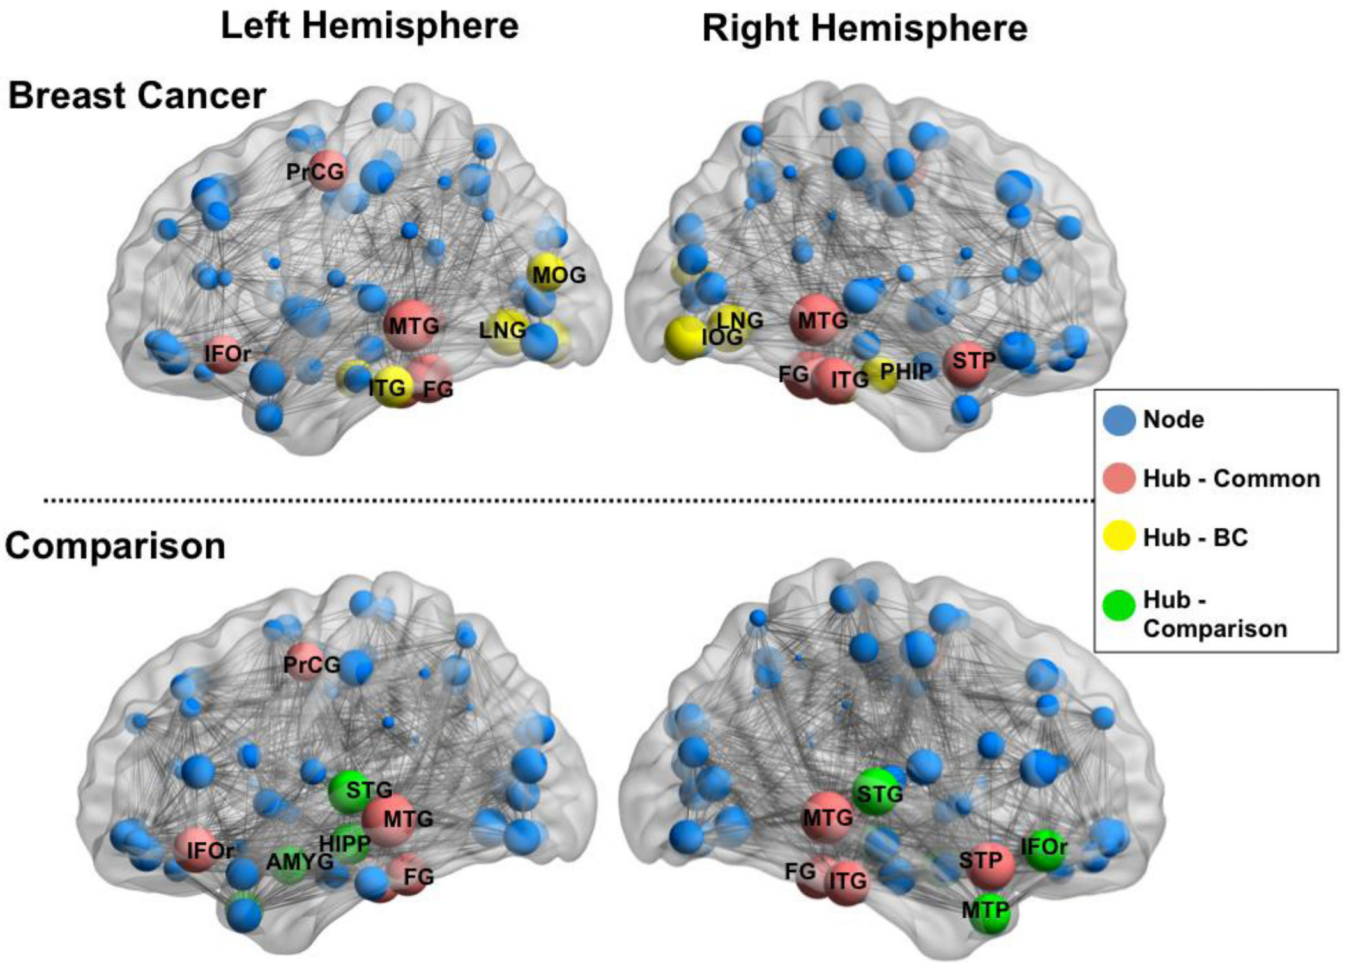 Left Hemisphere
Right Hemisphere
Breast Cancer
PrCG
MOG
LNG
MTG
IFOr
ITG
FG
LNG
IOG
MTG
FG
ITG
PHIP
STP
Node
Hub - Common
Hub - BC
Hub -
Comparison
Comparison
PrCG
STG
MTG
HIPP
IFOr
AMYG
FG
STG
MTG
IFOr
STP
FG
ITG
MTP